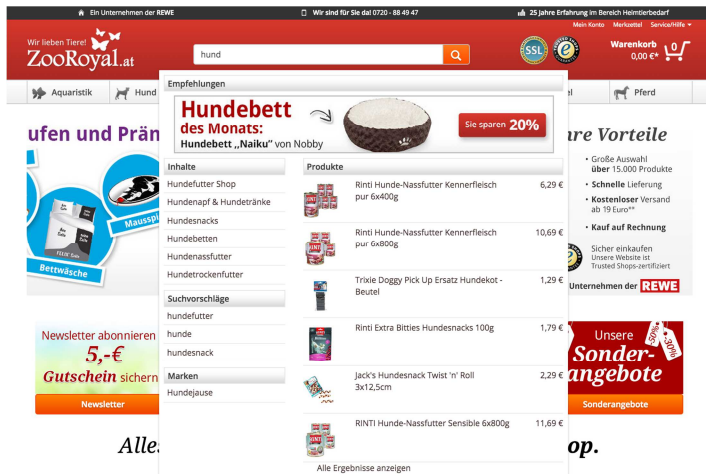 Ein Unternehmen der REWE
Wir sind für Sie da! 0720 - 88 49 47
25 Jahre Erfahrung im Bereich Heimtierbedarf
Mein Konto Merkzettel Service/Hilfe
Wir lieben Tiere!
ZooRoyal.at
hund
SSL
Warenkorb 0
0,00 €*
Aquaristik
Hund
el
Pferd
Empfehlungen
Hundebett
des Monats:
Hundebett „Naiku” von Nobby
Sie sparen 20%
ufen und Präm
hre Vorteile
Mausspi
Bettwäsche
• Große Auswahl
über 15.000 Produkte
• Schnelle Lieferung
• Kostenloser Versand
ab 19 Euro**
• Kauf auf Rechnung
Sicher einkaufen
Unsere Website ist
Trusted Shops-zertifiziert
Unternehmen der REWE
Inhalte
Hundefutter Shop
Hundenapf & Hundetränke
Hundesnacks
Hundebetten
Hundenassfutter
Hundetrockenfutter
Suchvorschläge
hundefutter
hunde
hundesnack
Marken
Hundejause
Produkte
Rinti Hunde-Nassfutter Kennerfleisch 6,29 €
pur 6x400g
Rinti Hunde-Nassfutter Kennerfleisch 10,69 €
pur 6x800g
Trixie Doggy Pick Up Ersatz Hundekot - 1,29 €
Beutel
Rinti Extra Bitties Hundesnacks 100g 1,79 €
Jack's Hundesnack Twist 'n' Roll 2,29 €
3x12,5cm
RINTI Hunde-Nassfutter Sensible 6x800g 11,69 €
Alle Ergebnisse anzeigen
Newsletter abonnieren
5,-€
Gutschein sichern
Newsletter
Unsere
Sonder-
angebote
50%
-30%
Sonderangebote
Alles
op.